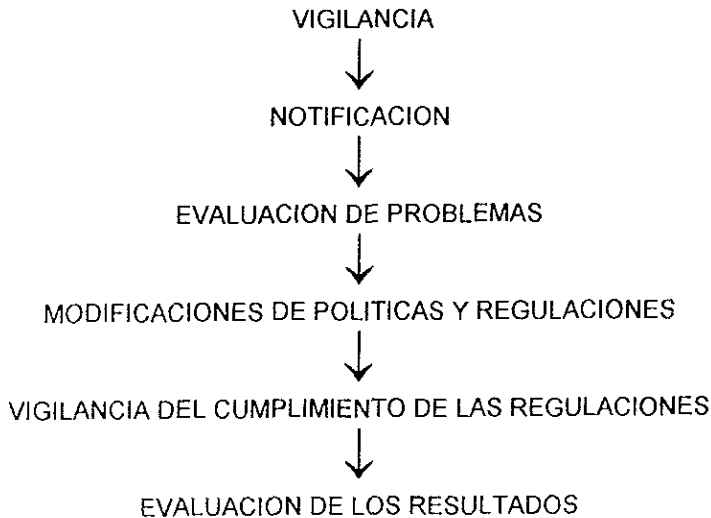 VIGILANCIA
NOTIFICACION
EVALUACION DE PROBLEMAS
MODIFICACIONES DE POLITICAS Y REGULACIONES
VIGILANCIA DEL CUMPLIMIENTO DE LAS REGULACIONES
EVALUACION DE LOS RESULTADOS